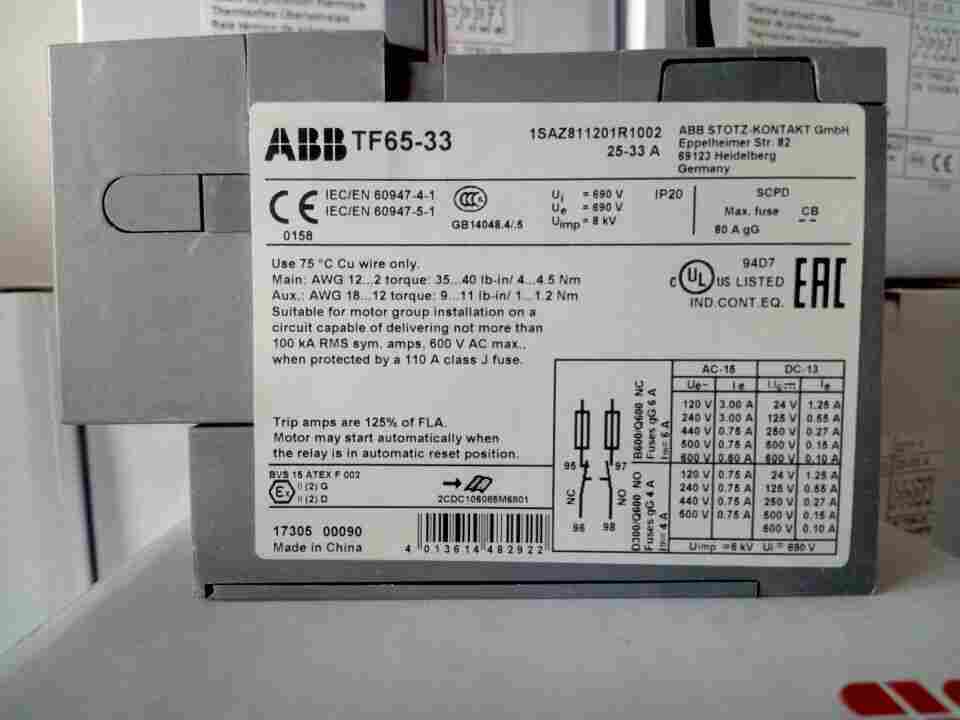 Thermisches Überlastrelais
ABB TF65-33
1SAZ811201R1002
25-33 A
ABB STOTZ-KONTAKT GmbH
Eppelheimer Str. 82
69123 Heidelberg
Germany
CE
0158
IEC/EN 60947-4-1
IEC/EN 60947-5-1
CCC
GB14048.4/.5
Ui = 690 V
Ue = 690 V
Uimp = 6 kV
IP20
SCPD
Max. fuse CB
80 A gG --
Use 75 °C Cu wire only.
Main: AWG 12...2 torque: 35...40 lb-in/ 4...4.5 Nm
Aux.: AWG 18...12 torque: 9...11 lb-in/ 1...1.2 Nm
Suitable for motor group installation on a
circuit capable of delivering not more than
100 kA RMS sym. amps, 600 V AC max.,
when protected by a 110 A class J fuse.
c UL us LISTED
94D7
IND.CONT.EQ.
EAC
Trip amps are 125% of FLA.
Motor may start automatically when
the relay is in automatic reset position.
BVS 15 ATEX F 002
Ex II (2) G
II (2) D
2CDC106065M6801
17305 00090
Made in China
4 013614 482922
95 97
NC NO
96 98
B600/Q600 NC
Fuses gG 6 A
D300/Q600 NO
Fuses gG 4 A
AC-15 DC-13
Ue~ Ie Ue Ie
120 V 3.00 A 24 V 1.25 A
240 V 3.00 A 125 V 0.55 A
440 V 0.75 A 250 V 0.27 A
500 V 0.75 A 500 V 0.15 A
600 V 0.60 A 600 V 0.10 A
120 V 0.75 A 24 V 1.25 A
240 V 0.75 A 125 V 0.55 A
440 V 0.75 A 250 V 0.27 A
500 V 0.75 A 500 V 0.15 A
600 V 0.10 A
Uimp =6 kV Ui = 690 V